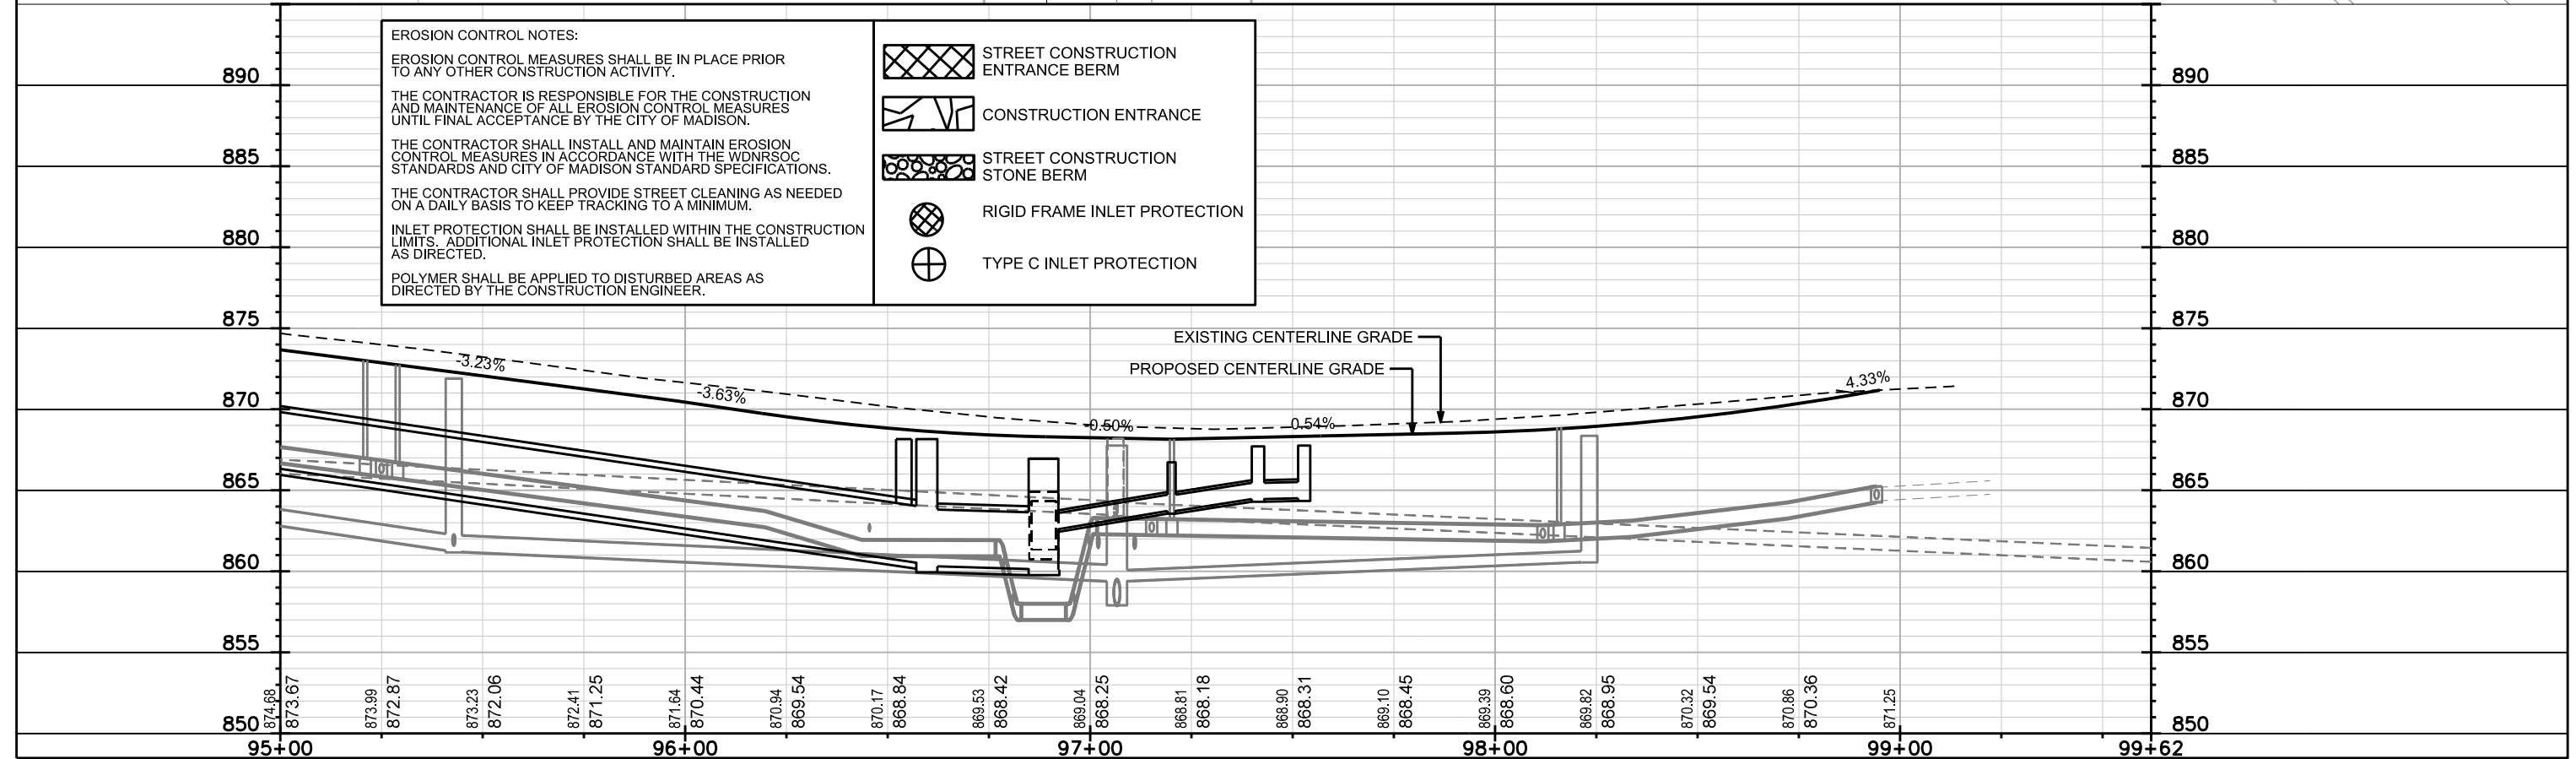 EROSION CONTROL NOTES:
EROSION CONTROL MEASURES SHALL BE IN PLACE PRIOR
TO ANY OTHER CONSTRUCTION ACTIVITY.
THE CONTRACTOR IS RESPONSIBLE FOR THE CONSTRUCTION
AND MAINTENANCE OF ALL EROSION CONTROL MEASURES
UNTIL FINAL ACCEPTANCE BY THE CITY OF MADISON.
THE CONTRACTOR SHALL INSTALL AND MAINTAIN EROSION
CONTROL MEASURES IN ACCORDANCE WITH THE WDNRSOC
STANDARDS AND CITY OF MADISON STANDARD SPECIFICATIONS.
THE CONTRACTOR SHALL PROVIDE STREET CLEANING AS NEEDED
ON A DAILY BASIS TO KEEP TRACKING TO A MINIMUM.
INLET PROTECTION SHALL BE INSTALLED WITHIN THE CONSTRUCTION
LIMITS. ADDITIONAL INLET PROTECTION SHALL BE INSTALLED
AS DIRECTED.
POLYMER SHALL BE APPLIED TO DISTURBED AREAS AS
DIRECTED BY THE CONSTRUCTION ENGINEER.
STREET CONSTRUCTION
ENTRANCE BERM
CONSTRUCTION ENTRANCE
STREET CONSTRUCTION
STONE BERM
RIGID FRAME INLET PROTECTION
TYPE C INLET PROTECTION
890
885
880
875
870
865
860
855
850
890
885
880
875
870
865
860
855
850
EXISTING CENTERLINE GRADE
PROPOSED CENTERLINE GRADE
-3.23%
-3.63%
-0.50%
0.54%
4.33%
874.68
873.67
873.99
872.87
873.23
872.06
872.41
871.25
871.64
870.44
870.94
869.54
870.17
868.84
869.53
868.42
869.04
868.25
868.81
868.18
868.90
868.31
869.10
868.45
869.39
868.60
869.82
868.95
870.32
869.54
870.86
870.36
871.25
95+00
96+00
97+00
98+00
99+00
99+62